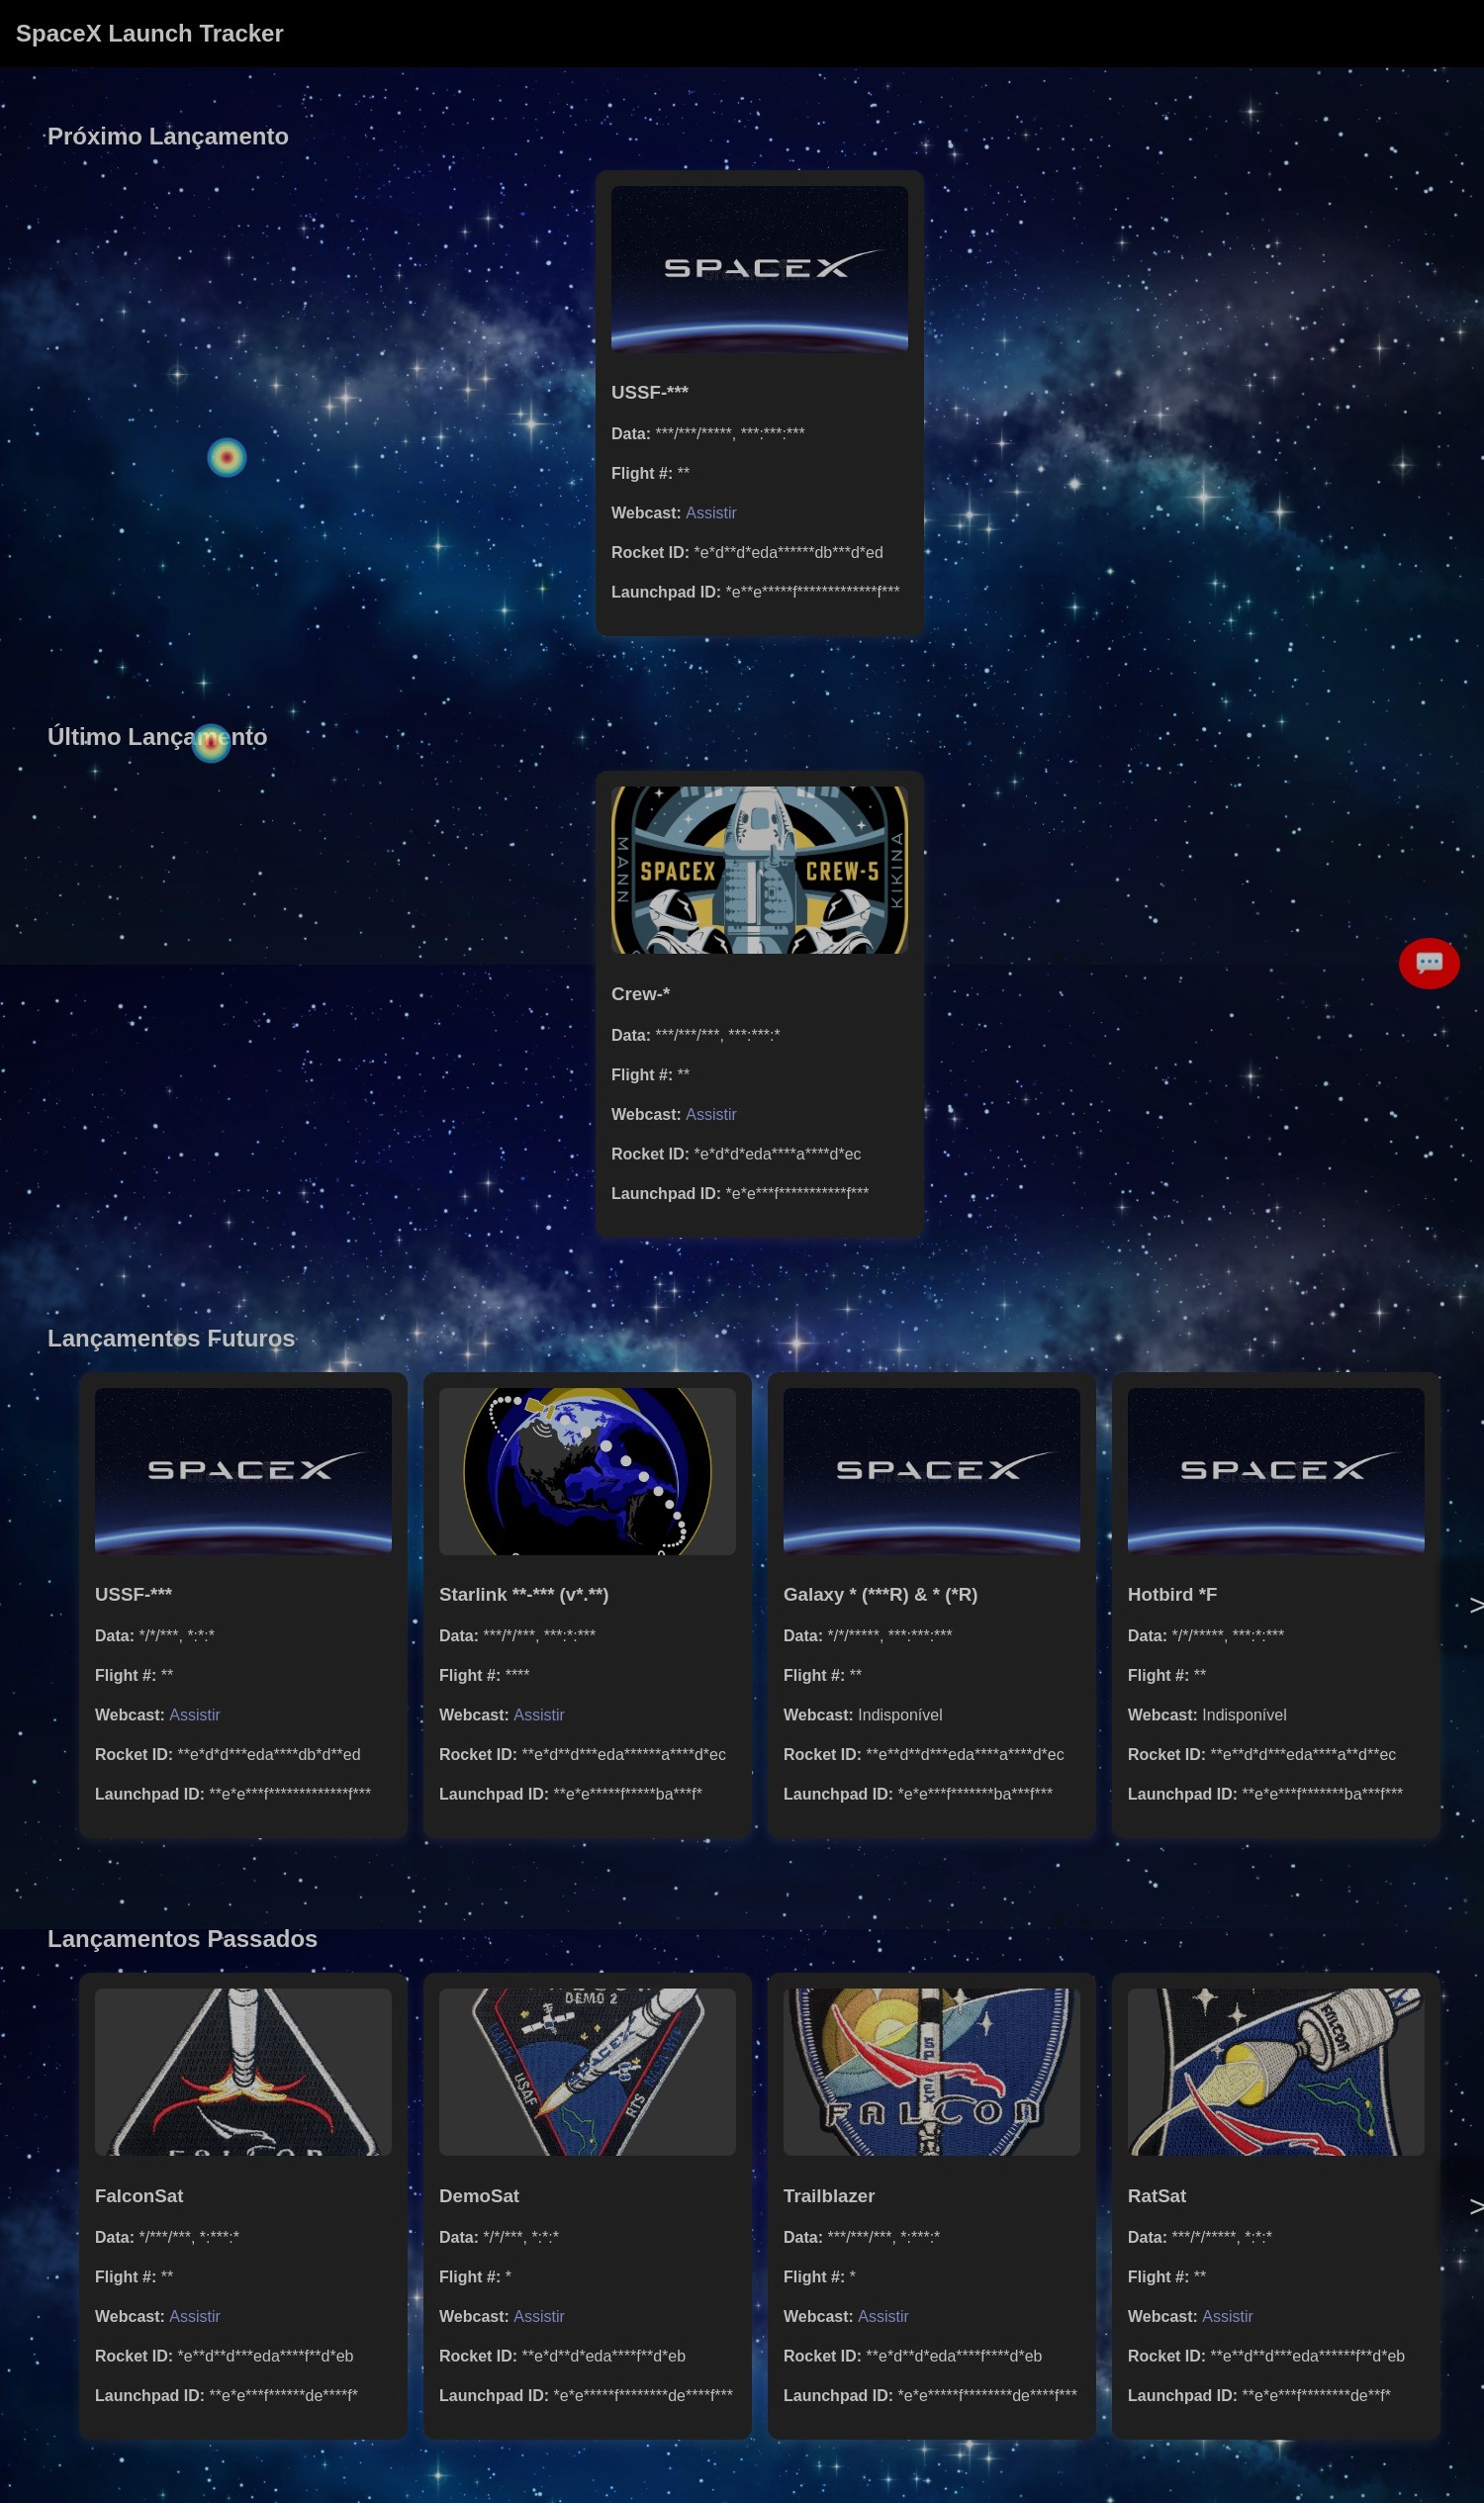 SpaceX Launch Tracker
Próximo Lançamento
SPACEX
USSF-***
Data: ***/***/*****, ***:***:***
Flight #: **
Webcast: Assistir
Rocket ID: *e*d**d*eda******db***d*ed
Launchpad ID: *e**e*****f*************f***
Último Lançamento
MANN
SPACEX CREW-5
KIKINA
Crew-*
Data: ***/***/***, ***:***:*
Flight #: **
Webcast: Assistir
Rocket ID: *e*d*d*eda****a****d*ec
Launchpad ID: *e*e***f***********f***
Lançamentos Futuros
SPACEX
USSF-***
Data: */*/***, *:*:*
Flight #: **
Webcast: Assistir
Rocket ID: **e*d*d***eda****db*d**ed
Launchpad ID: **e*e***f*************f***
Starlink **-*** (v*.**)
Data: ***/*/***, ***:*:***
Flight #: ****
Webcast: Assistir
Rocket ID: **e*d**d***eda******a****d*ec
Launchpad ID: **e*e*****f*****ba***f*
SPACEX
Galaxy * (***R) & * (*R)
Data: */*/*****, ***:***:***
Flight #: **
Webcast: Indisponível
Rocket ID: **e**d**d***eda****a****d*ec
Launchpad ID: *e*e***f*******ba***f***
SPACEX
Hotbird *F
Data: */*/*****, ***:*:***
Flight #: **
Webcast: Indisponível
Rocket ID: **e**d*d***eda****a**d**ec
Launchpad ID: **e*e***f*******ba***f***
>
Lançamentos Passados
FALCON
FalconSat
Data: */***/***, *:***:*
Flight #: **
Webcast: Assistir
Rocket ID: *e**d**d***eda****f**d*eb
Launchpad ID: **e*e***f******de****f*
DEMO 2
USAF
RTS
DemoSat
Data: */*/***, *:*:*
Flight #: *
Webcast: Assistir
Rocket ID: **e*d**d*eda****f**d*eb
Launchpad ID: *e*e*****f********de****f***
FALCON
Trailblazer
Data: ***/***/***, *:***:*
Flight #: *
Webcast: Assistir
Rocket ID: **e*d**d*eda****f****d*eb
Launchpad ID: *e*e*****f********de****f***
FALCON
RatSat
Data: ***/*/*****, *:*:*
Flight #: **
Webcast: Assistir
Rocket ID: **e**d**d***eda******f**d*eb
Launchpad ID: **e*e***f********de**f*
>